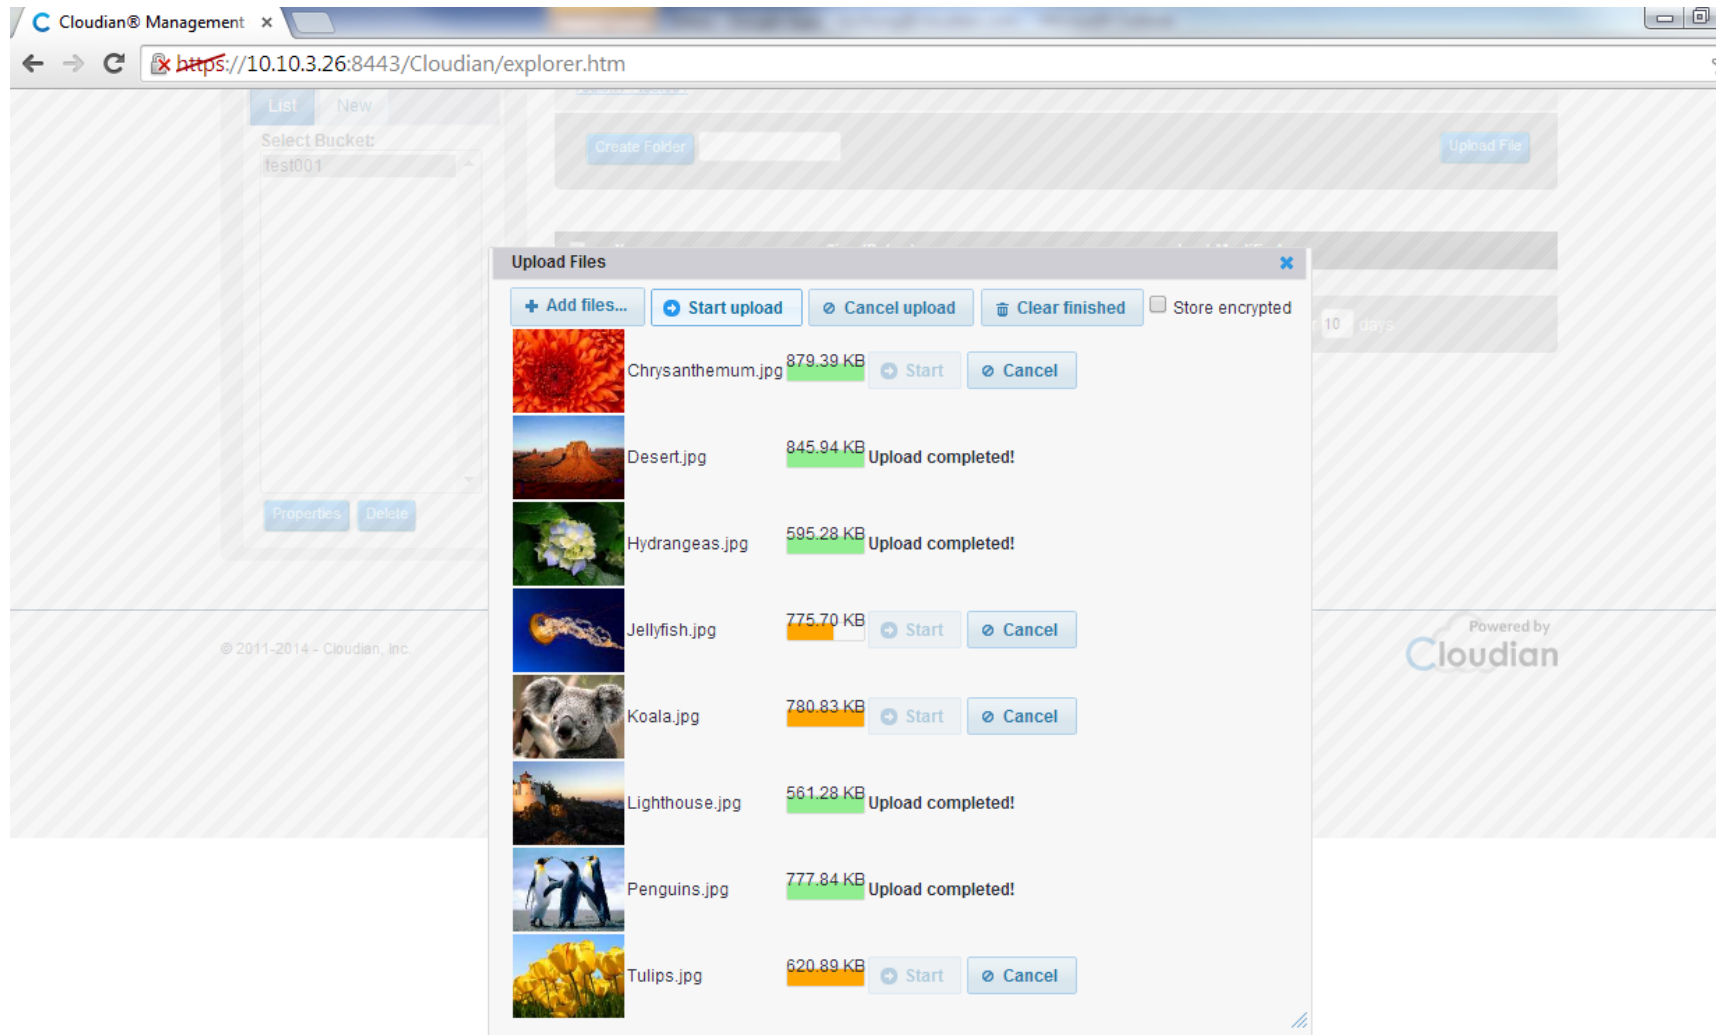 Cloudian® Management
https://10.10.3.26:8443/Cloudian/explorer.htm
List New
Select Bucket:
test001
Create Folder
Upload File
Upload Files
Add files... Start upload Cancel upload Clear finished Store encrypted
10 days
Chrysanthemum.jpg 879.39 KB Start Cancel
Desert.jpg 845.94 KB Upload completed!
Properties Delete
Hydrangeas.jpg 595.28 KB Upload completed!
Jellyfish.jpg 775.70 KB Start Cancel
Koala.jpg 780.83 KB Start Cancel
Lighthouse.jpg 561.28 KB Upload completed!
Penguins.jpg 777.84 KB Upload completed!
Tulips.jpg 620.89 KB Start Cancel
© 2011-2014 - Cloudian, Inc.
Powered by
Cloudian